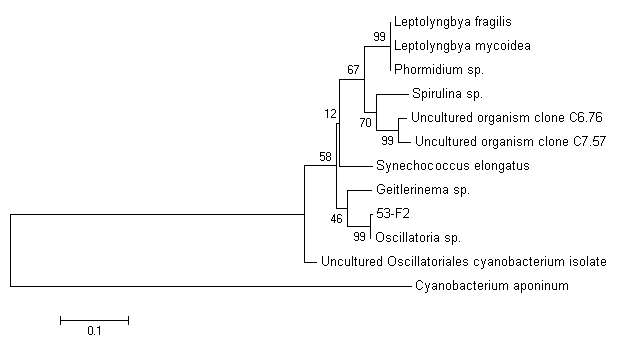 99 Leptolyngbya fragilis
Leptolyngbya mycoidea
67 Phormidium sp.
Spirulina sp.
12 Uncultured organism clone C6.76
70
99 Uncultured organism clone C7.57
58 Synechococcus elongatus
Geitlerinema sp.
46 53-F2
99 Oscillatoria sp.
Uncultured Oscillatoriales cyanobacterium isolate
Cyanobacterium aponinum
0.1